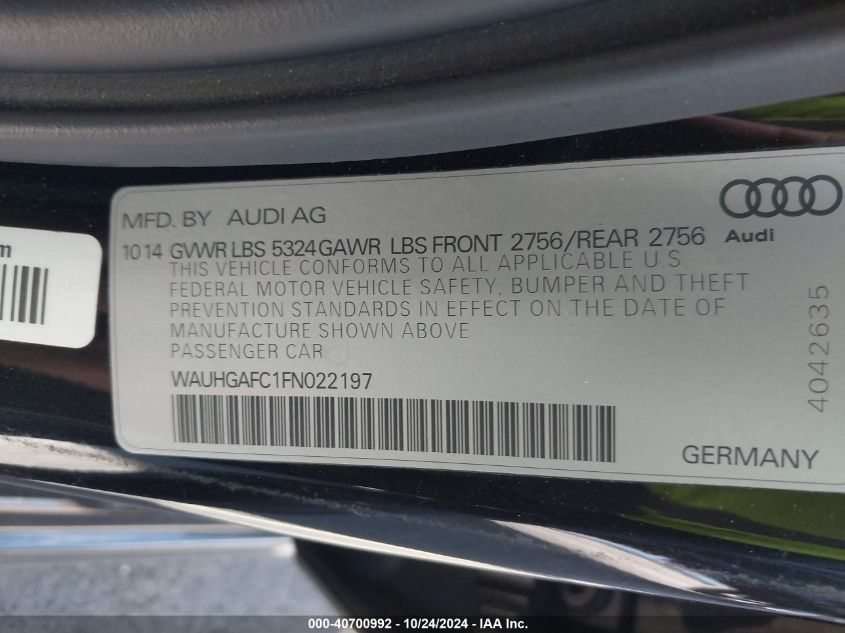 MFD. BY AUDI AG
Audi
1014 GVWR LBS 5324 GAWR LBS FRONT 2756/REAR 2756
THIS VEHICLE CONFORMS TO ALL APPLICABLE U.S.
FEDERAL MOTOR VEHICLE SAFETY, BUMPER AND THEFT
PREVENTION STANDARDS IN EFFECT ON THE DATE OF
MANUFACTURE SHOWN ABOVE
PASSENGER CAR
WAUHGAFC1FN022197
GERMANY
4042635
m
000-40700992 - 10/24/2024 - IAA Inc.